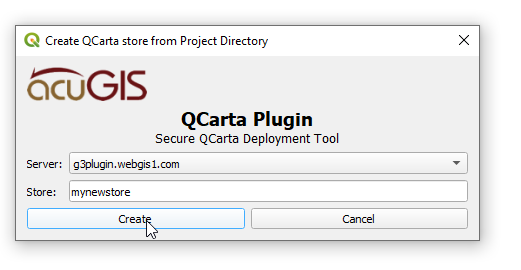 Create QCarta store from Project Directory
acuGIS
QCarta Plugin
Secure QCarta Deployment Tool
Server: g3plugin.webgis1.com
Store: mynewstore
Create Cancel